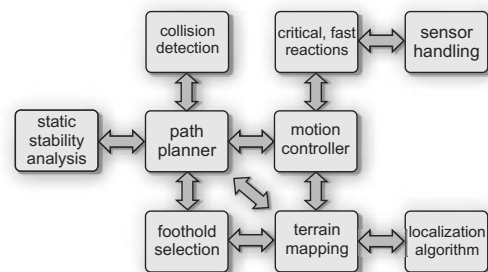 collision
detection
critical, fast
reactions
sensor
handling
static
stability
analysis
path
planner
motion
controller
foothold
selection
terrain
mapping
localization
algorithm